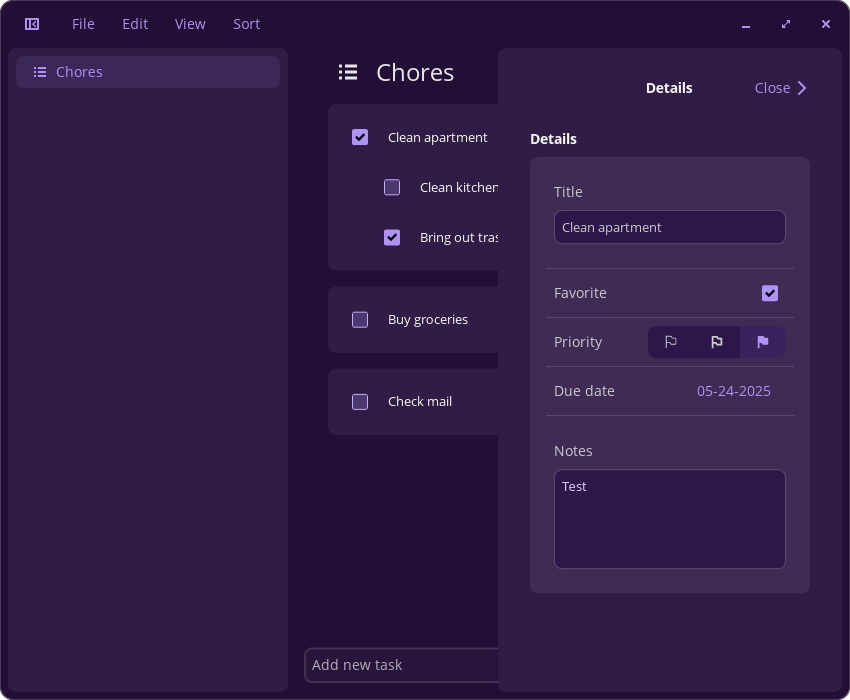 File Edit View Sort
Chores
Chores
Clean apartment
Clean kitchen
Bring out tras
Buy groceries
Check mail
Add new task
Details
Close
Details
Title
Clean apartment
Favorite
Priority
Due date 05-24-2025
Notes
Test